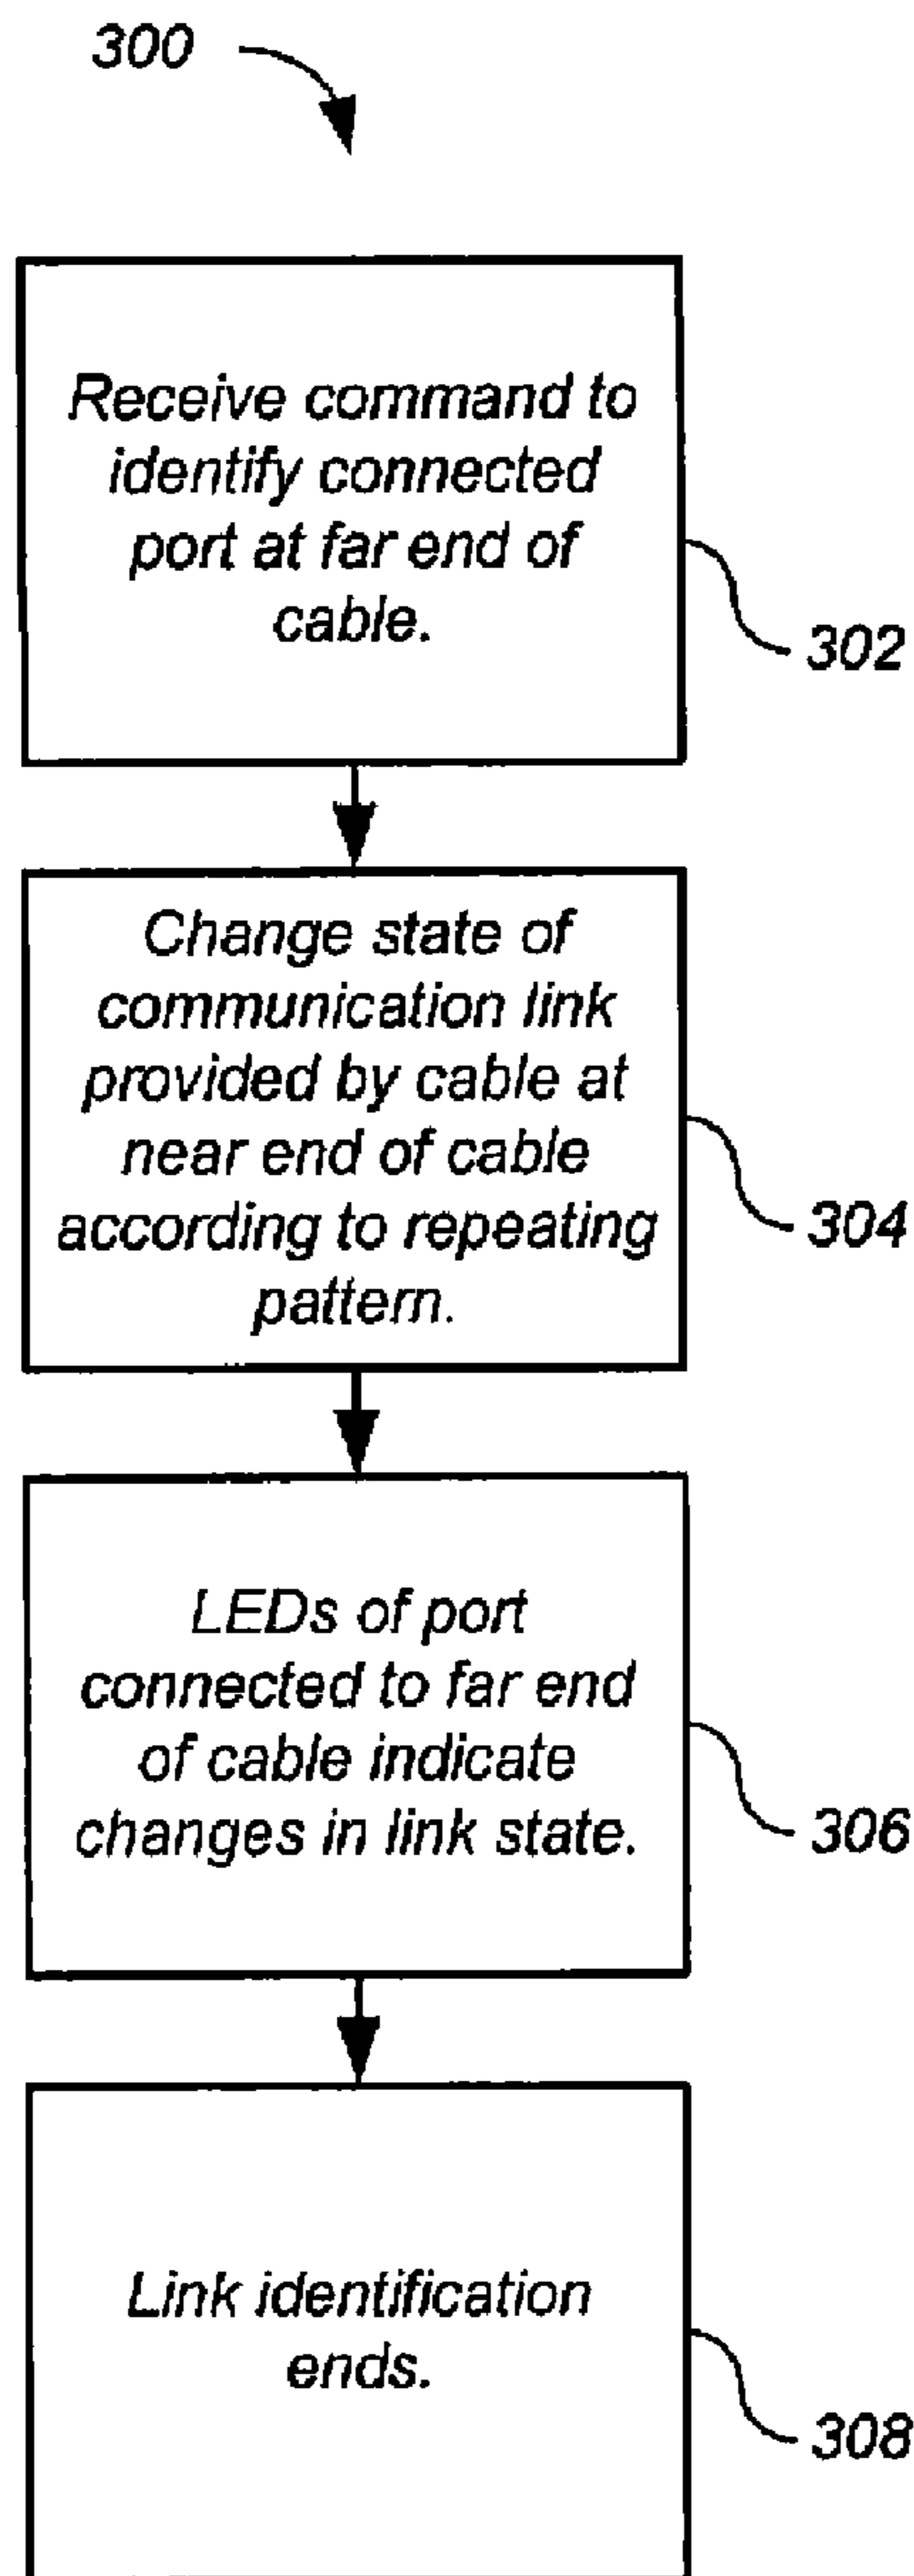 300
Receive command to
identify connected
port at far end of
cable.
302
Change state of
communication link
provided by cable at
near end of cable
according to repeating
pattern.
304
LEDs of port
connected to far end
of cable indicate
changes in link state.
306
Link identification
ends.
308